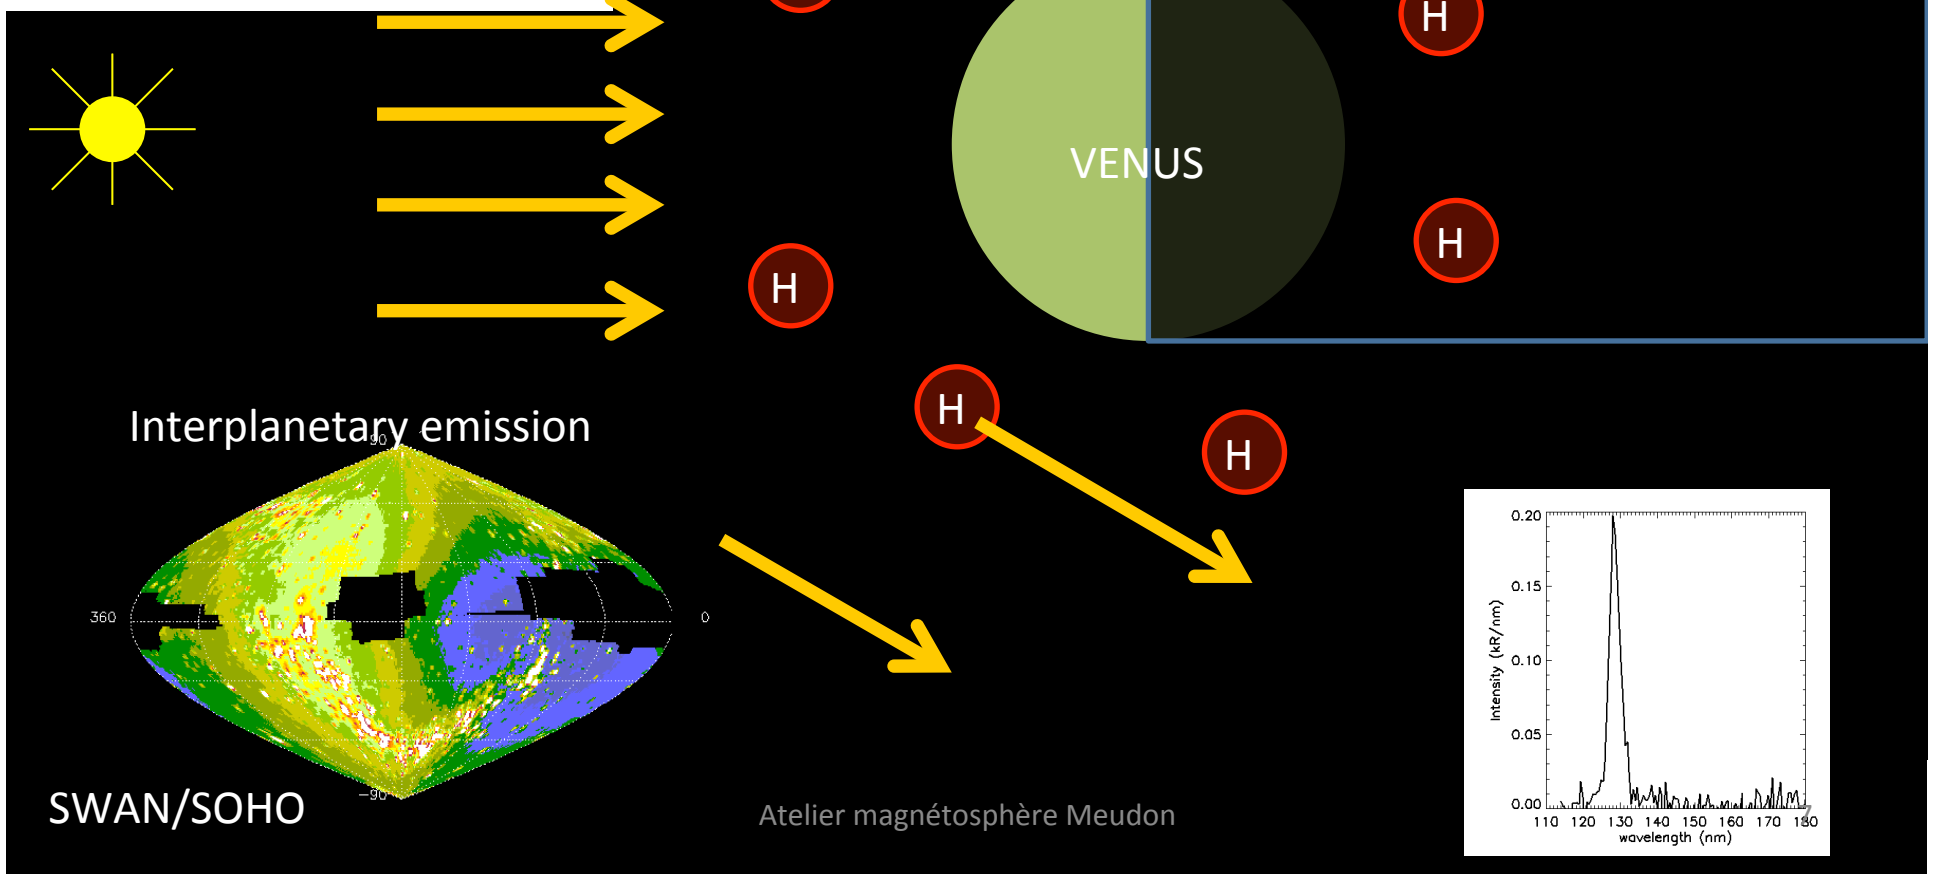 H
VENUS
H
H
H
H
Interplanetary emission
90
360
0
-90
SWAN/SOHO
Atelier magnétosphère Meudon
7
Intensity (kR/nm)
0.20
0.15
0.10
0.05
0.00
110 120 130 140 150 160 170 180
wavelength (nm)